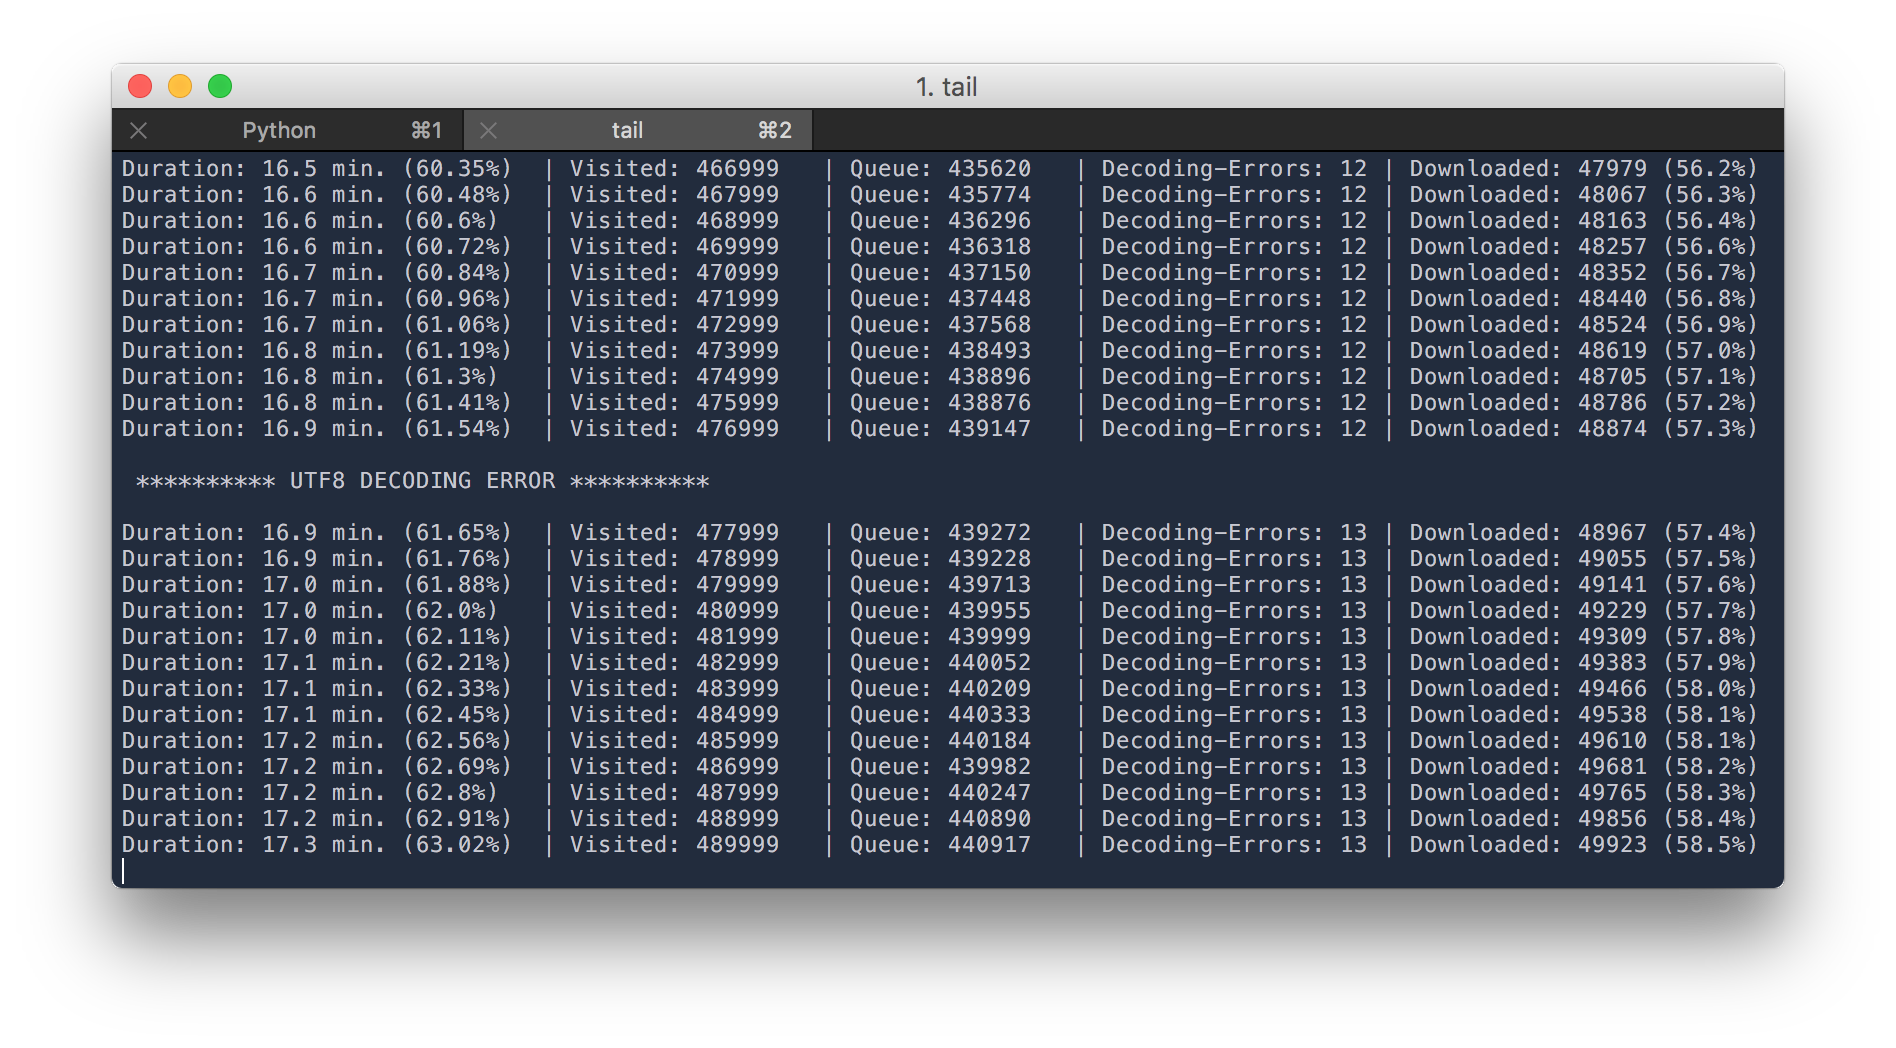 1. tail
Python ⌘1 tail ⌘2
Duration: 16.5 min. (60.35%) | Visited: 466999 | Queue: 435620 | Decoding-Errors: 12 | Downloaded: 47979 (56.2%)
Duration: 16.6 min. (60.48%) | Visited: 467999 | Queue: 435774 | Decoding-Errors: 12 | Downloaded: 48067 (56.3%)
Duration: 16.6 min. (60.6%) | Visited: 468999 | Queue: 436296 | Decoding-Errors: 12 | Downloaded: 48163 (56.4%)
Duration: 16.6 min. (60.72%) | Visited: 469999 | Queue: 436318 | Decoding-Errors: 12 | Downloaded: 48257 (56.6%)
Duration: 16.7 min. (60.84%) | Visited: 470999 | Queue: 437150 | Decoding-Errors: 12 | Downloaded: 48352 (56.7%)
Duration: 16.7 min. (60.96%) | Visited: 471999 | Queue: 437448 | Decoding-Errors: 12 | Downloaded: 48440 (56.8%)
Duration: 16.7 min. (61.06%) | Visited: 472999 | Queue: 437568 | Decoding-Errors: 12 | Downloaded: 48524 (56.9%)
Duration: 16.8 min. (61.19%) | Visited: 473999 | Queue: 438493 | Decoding-Errors: 12 | Downloaded: 48619 (57.0%)
Duration: 16.8 min. (61.3%) | Visited: 474999 | Queue: 438896 | Decoding-Errors: 12 | Downloaded: 48705 (57.1%)
Duration: 16.8 min. (61.41%) | Visited: 475999 | Queue: 438876 | Decoding-Errors: 12 | Downloaded: 48786 (57.2%)
Duration: 16.9 min. (61.54%) | Visited: 476999 | Queue: 439147 | Decoding-Errors: 12 | Downloaded: 48874 (57.3%)
********** UTF8 DECODING ERROR **********
Duration: 16.9 min. (61.65%) | Visited: 477999 | Queue: 439272 | Decoding-Errors: 13 | Downloaded: 48967 (57.4%)
Duration: 16.9 min. (61.76%) | Visited: 478999 | Queue: 439228 | Decoding-Errors: 13 | Downloaded: 49055 (57.5%)
Duration: 17.0 min. (61.88%) | Visited: 479999 | Queue: 439713 | Decoding-Errors: 13 | Downloaded: 49141 (57.6%)
Duration: 17.0 min. (62.0%) | Visited: 480999 | Queue: 439955 | Decoding-Errors: 13 | Downloaded: 49229 (57.7%)
Duration: 17.0 min. (62.11%) | Visited: 481999 | Queue: 439999 | Decoding-Errors: 13 | Downloaded: 49309 (57.8%)
Duration: 17.1 min. (62.21%) | Visited: 482999 | Queue: 440052 | Decoding-Errors: 13 | Downloaded: 49383 (57.9%)
Duration: 17.1 min. (62.33%) | Visited: 483999 | Queue: 440209 | Decoding-Errors: 13 | Downloaded: 49466 (58.0%)
Duration: 17.1 min. (62.45%) | Visited: 484999 | Queue: 440333 | Decoding-Errors: 13 | Downloaded: 49538 (58.1%)
Duration: 17.2 min. (62.56%) | Visited: 485999 | Queue: 440184 | Decoding-Errors: 13 | Downloaded: 49610 (58.1%)
Duration: 17.2 min. (62.69%) | Visited: 486999 | Queue: 439982 | Decoding-Errors: 13 | Downloaded: 49681 (58.2%)
Duration: 17.2 min. (62.8%) | Visited: 487999 | Queue: 440247 | Decoding-Errors: 13 | Downloaded: 49765 (58.3%)
Duration: 17.2 min. (62.91%) | Visited: 488999 | Queue: 440890 | Decoding-Errors: 13 | Downloaded: 49856 (58.4%)
Duration: 17.3 min. (63.02%) | Visited: 489999 | Queue: 440917 | Decoding-Errors: 13 | Downloaded: 49923 (58.5%)